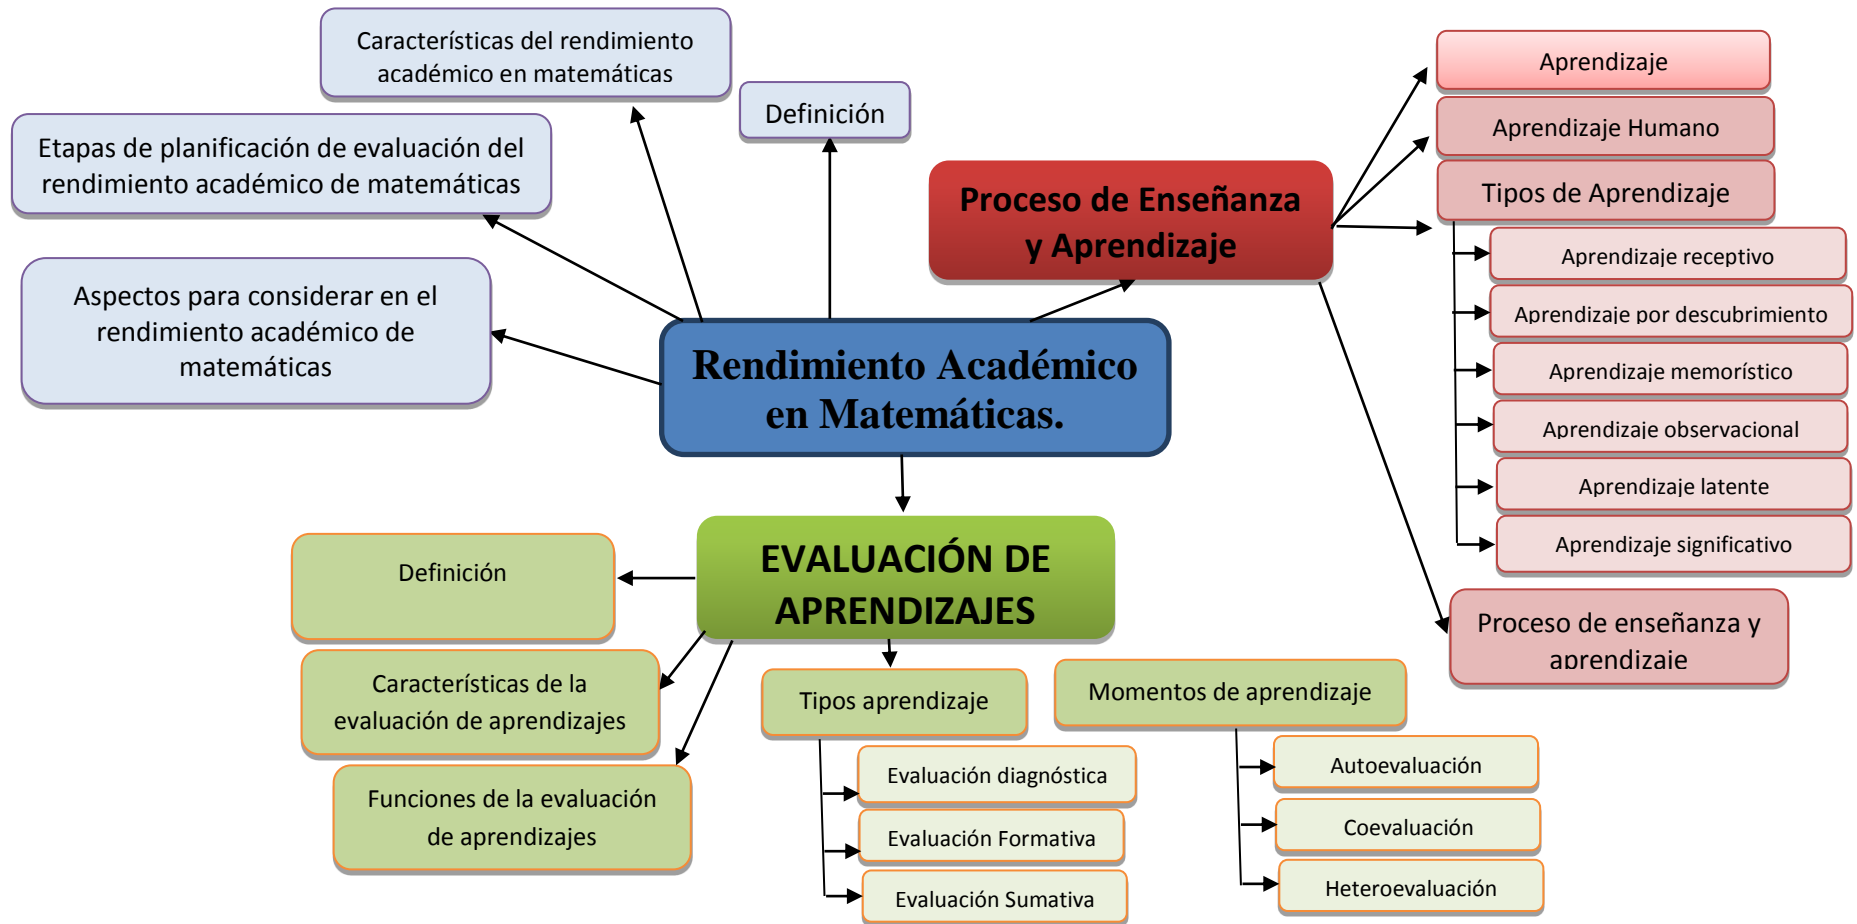 Características del rendimiento
académico en matemáticas
Definición
Etapas de planificación de evaluación del
rendimiento académico de matemáticas
Aspectos para considerar en el
rendimiento académico de
matemáticas
Proceso de Enseñanza
y Aprendizaje
Aprendizaje
Aprendizaje Humano
Tipos de Aprendizaje
Aprendizaje receptivo
Aprendizaje por descubrimiento
Aprendizaje memorístico
Aprendizaje observacional
Aprendizaje latente
Aprendizaje significativo
Proceso de enseñanza y
aprendizaje
Rendimiento Académico
en Matemáticas.
EVALUACIÓN DE
APRENDIZAJES
Definición
Características de la
evaluación de aprendizajes
Funciones de la evaluación
de aprendizajes
Tipos aprendizaje
Evaluación diagnóstica
Evaluación Formativa
Evaluación Sumativa
Momentos de aprendizaje
Autoevaluación
Coevaluación
Heteroevaluación